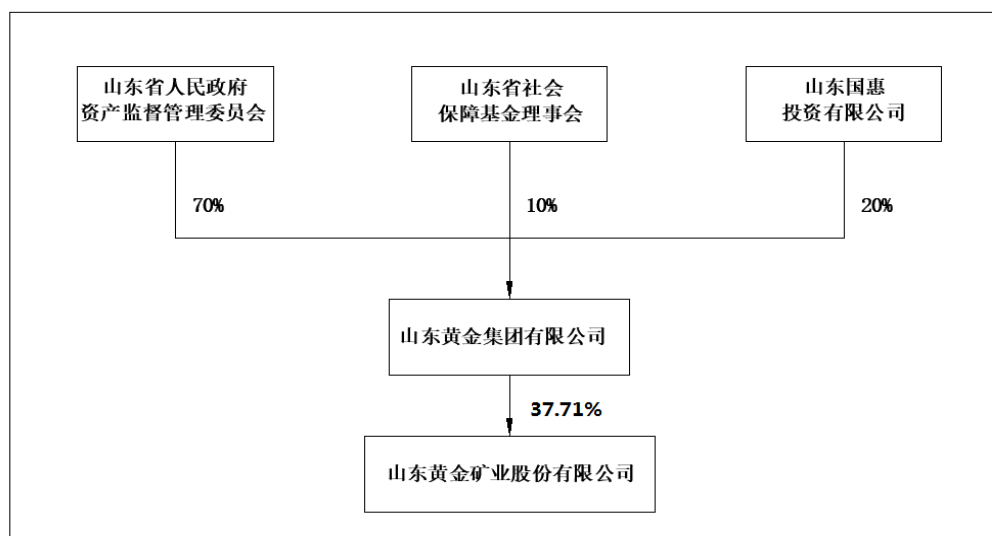 山东省人民政府
资产监督管理委员会
山东省社会
保障基金理事会
山东国惠
投资有限公司
70%
10%
20%
山东黄金集团有限公司
37.71%
山东黄金矿业股份有限公司